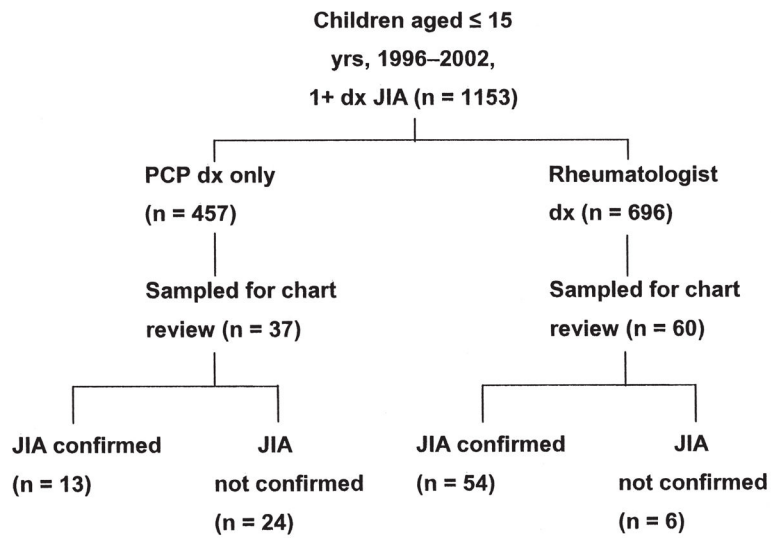 Children aged ≤ 15
yrs, 1996–2002,
1+ dx JIA (n = 1153)
PCP dx only
(n = 457)
Rheumatologist
dx (n = 696)
Sampled for chart
review (n = 37)
Sampled for chart
review (n = 60)
JIA confirmed
(n = 13)
JIA
not confirmed
(n = 24)
JIA confirmed
(n = 54)
JIA
not confirmed
(n = 6)